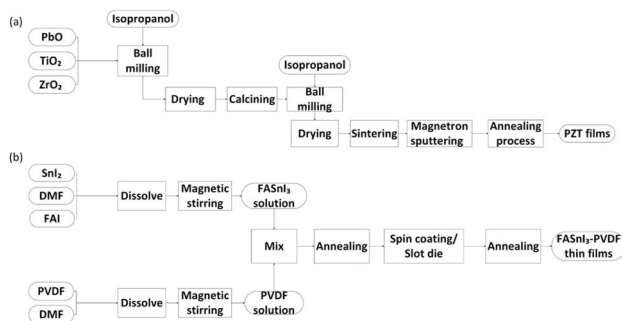 (a)
Isopropanol
PbO
TiO₂
ZrO₂
Ball
milling
Isopropanol
Drying
Calcining
Ball
milling
Drying
Sintering
Magnetron
sputtering
Annealing
process
PZT films
(b)
SnI₂
DMF
FAI
Dissolve
Magnetic
stirring
FASnI₃
solution
Mix
Annealing
Spin coating/
Slot die
Annealing
FASnI₃-PVDF
thin films
PVDF
DMF
Dissolve
Magnetic
stirring
PVDF
solution